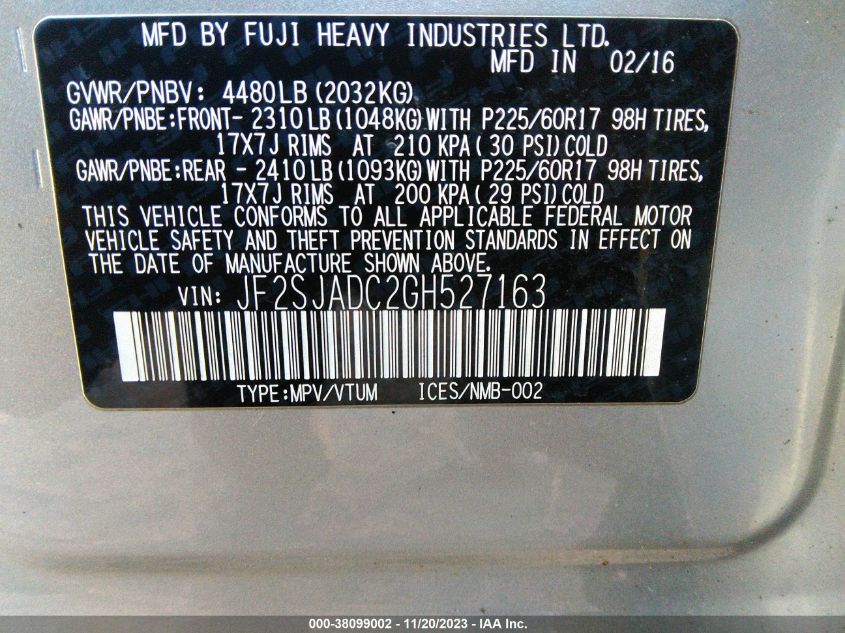 MFD BY FUJI HEAVY INDUSTRIES LTD.
MFD IN 02/16
GVWR/PNBV: 4480LB(2032KG)
GAWR/PNBE:FRONT-2310LB(1048KG)WITH P225/60R17 98H TIRES,
17X7J RIMS AT 210 KPA(30 PSI)COLD
GAWR/PNBE:REAR -2410LB(1093KG)WITH P225/60R17 98H TIRES,
17X7J RIMS AT 200 KPA(29 PSI)COLD
THIS VEHICLE CONFORMS TO ALL APPLICABLE FEDERAL MOTOR
VEHICLE SAFETY AND THEFT PREVENTION STANDARDS IN EFFECT ON
THE DATE OF MANUFACTURE SHOWN ABOVE.
VIN: JF2SJADC2GH527163
TYPE:MPV/VTUM ICES/NMB-002
000-38099002 - 11/20/2023 - IAA Inc.